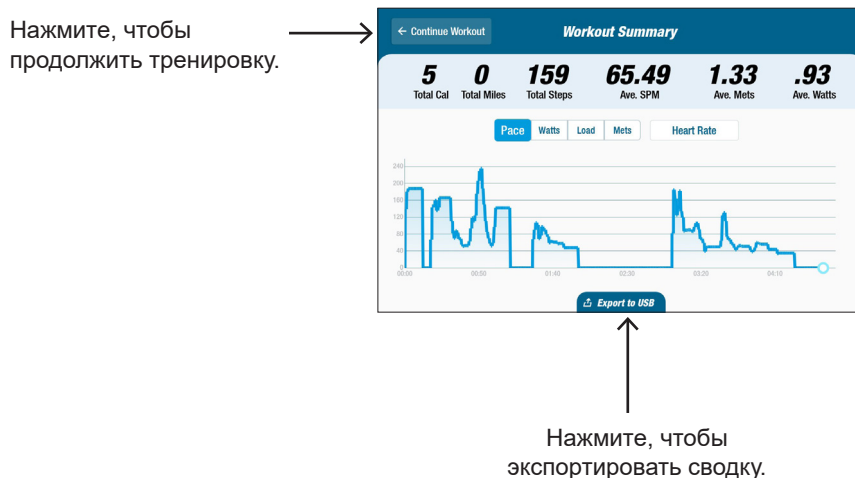 Нажмите, чтобы
продолжить тренировку.
← Continue Workout
Workout Summary
5 0 159 65.49 1.33 .93
Total Cal Total Miles Total Steps Ave. SPM Ave. Mets Ave. Watts
Pace Watts Load Mets Heart Rate
240
200
160
120
80
40
0
00:00 00:50 01:40 02:30 03:20 04:10
Export to USB
Нажмите, чтобы
экспортировать сводку.